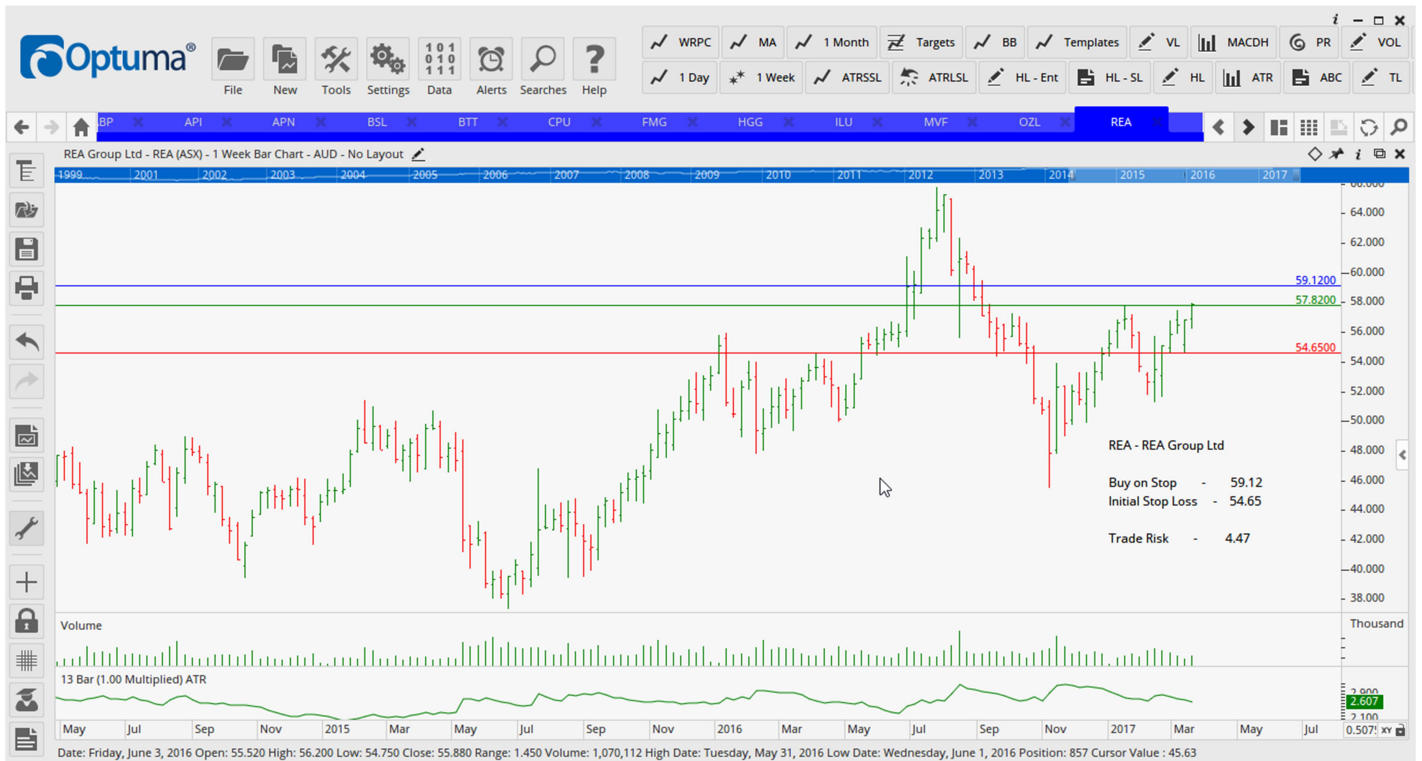 Optuma®
File New Tools Settings Data Alerts Searches Help
101
010
111
WRPC MA 1 Month Targets BB Templates VL MACDH PR VOL
1 Day 1 Week ATRSSL ATRLSL HL - Ent HL - SL HL ATR ABC TL
BP API APN BSL BTT CPU FMG HGG ILU MVF OZL REA
REA Group Ltd - REA (ASX) - 1 Week Bar Chart - AUD - No Layout
1999 2001 2002 2003 2004 2005 2006 2007 2008 2009 2010 2011 2012 2013 2014 2015 2016 2017
66.000
64.000
62.000
60.000
59.1200
58.000
57.8200
56.000
54.6500
54.000
52.000
50.000
48.000
46.000
44.000
42.000
40.000
38.000
REA - REA Group Ltd
Buy on Stop - 59.12
Initial Stop Loss - 54.65
Trade Risk - 4.47
Volume
Thousand
13 Bar (1.00 Multiplied) ATR
2.900
2.607
2.100
May Jul Sep Nov 2015 Mar May Jul Sep Nov 2016 Mar May Jul Sep Nov 2017 Mar May Jul
XY
Date: Friday, June 3, 2016 Open: 55.520 High: 56.200 Low: 54.750 Close: 55.880 Range: 1.450 Volume: 1,070,112 High Date: Tuesday, May 31, 2016 Low Date: Wednesday, June 1, 2016 Position: 857 Cursor Value : 45.63